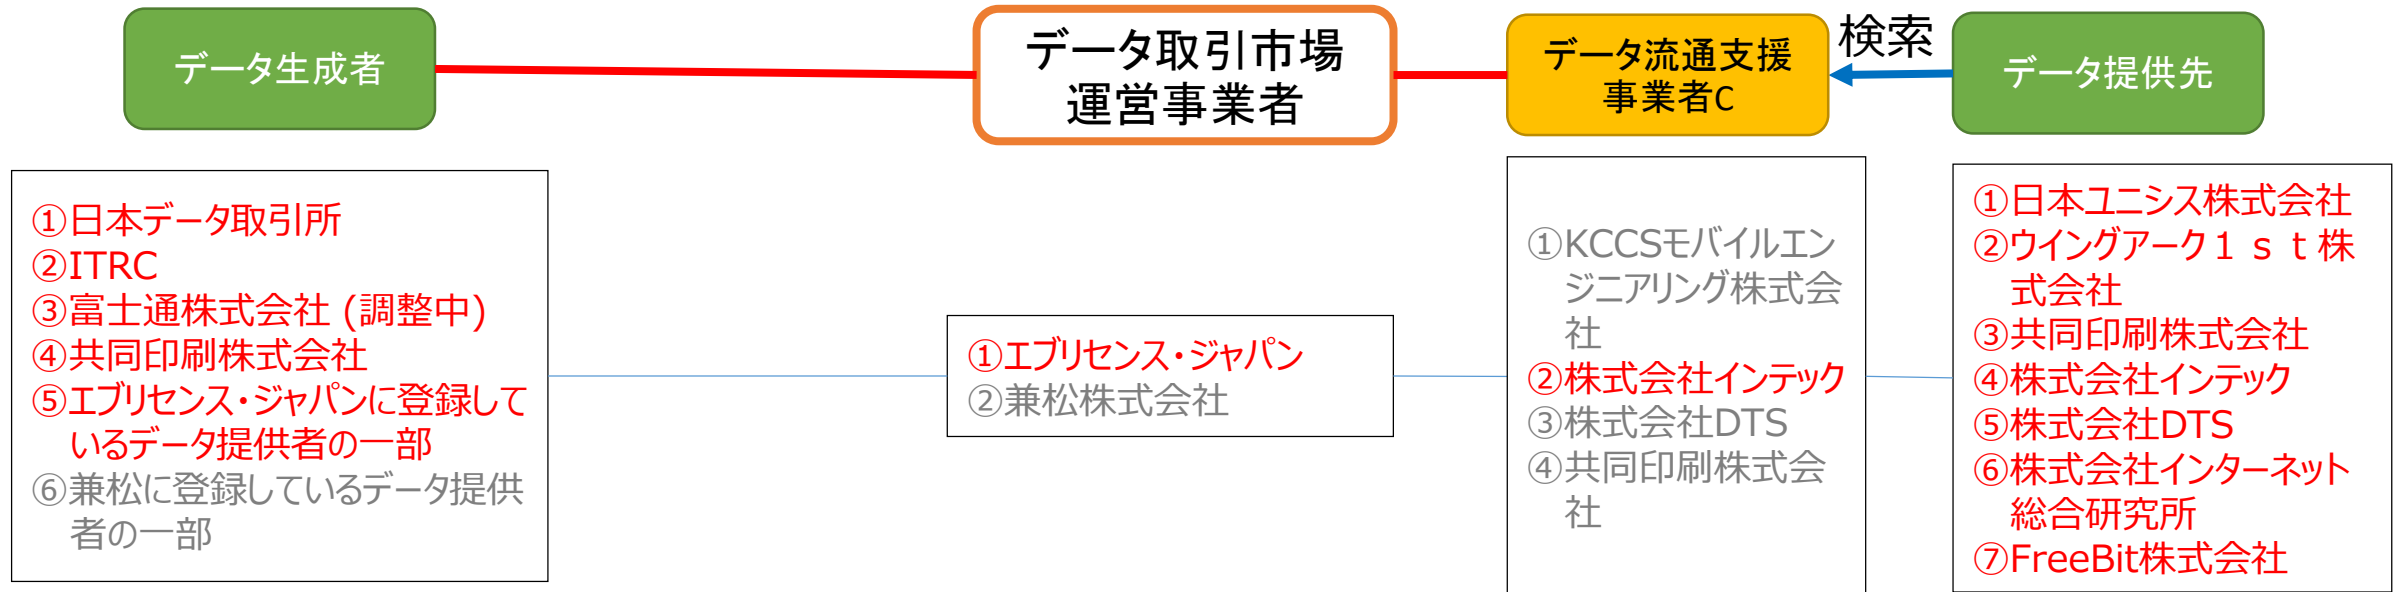 データ生成者
データ取引市場
運営事業者
データ流通支援
事業者C
検索
データ提供先
①日本データ取引所
②ITRC
③富士通株式会社 (調整中)
④共同印刷株式会社
⑤エブリセンス・ジャパンに登録して
いるデータ提供者の一部
⑥兼松に登録しているデータ提供
者の一部
①エブリセンス・ジャパン
②兼松株式会社
①KCCSモバイルエン
ジニアリング株式会
社
②株式会社インテック
③株式会社DTS
④共同印刷株式会
社
①日本ユニシス株式会社
②ウイングアーク１ｓｔ株
式会社
③共同印刷株式会社
④株式会社インテック
⑤株式会社DTS
⑥株式会社インターネット
総合研究所
⑦FreeBit株式会社